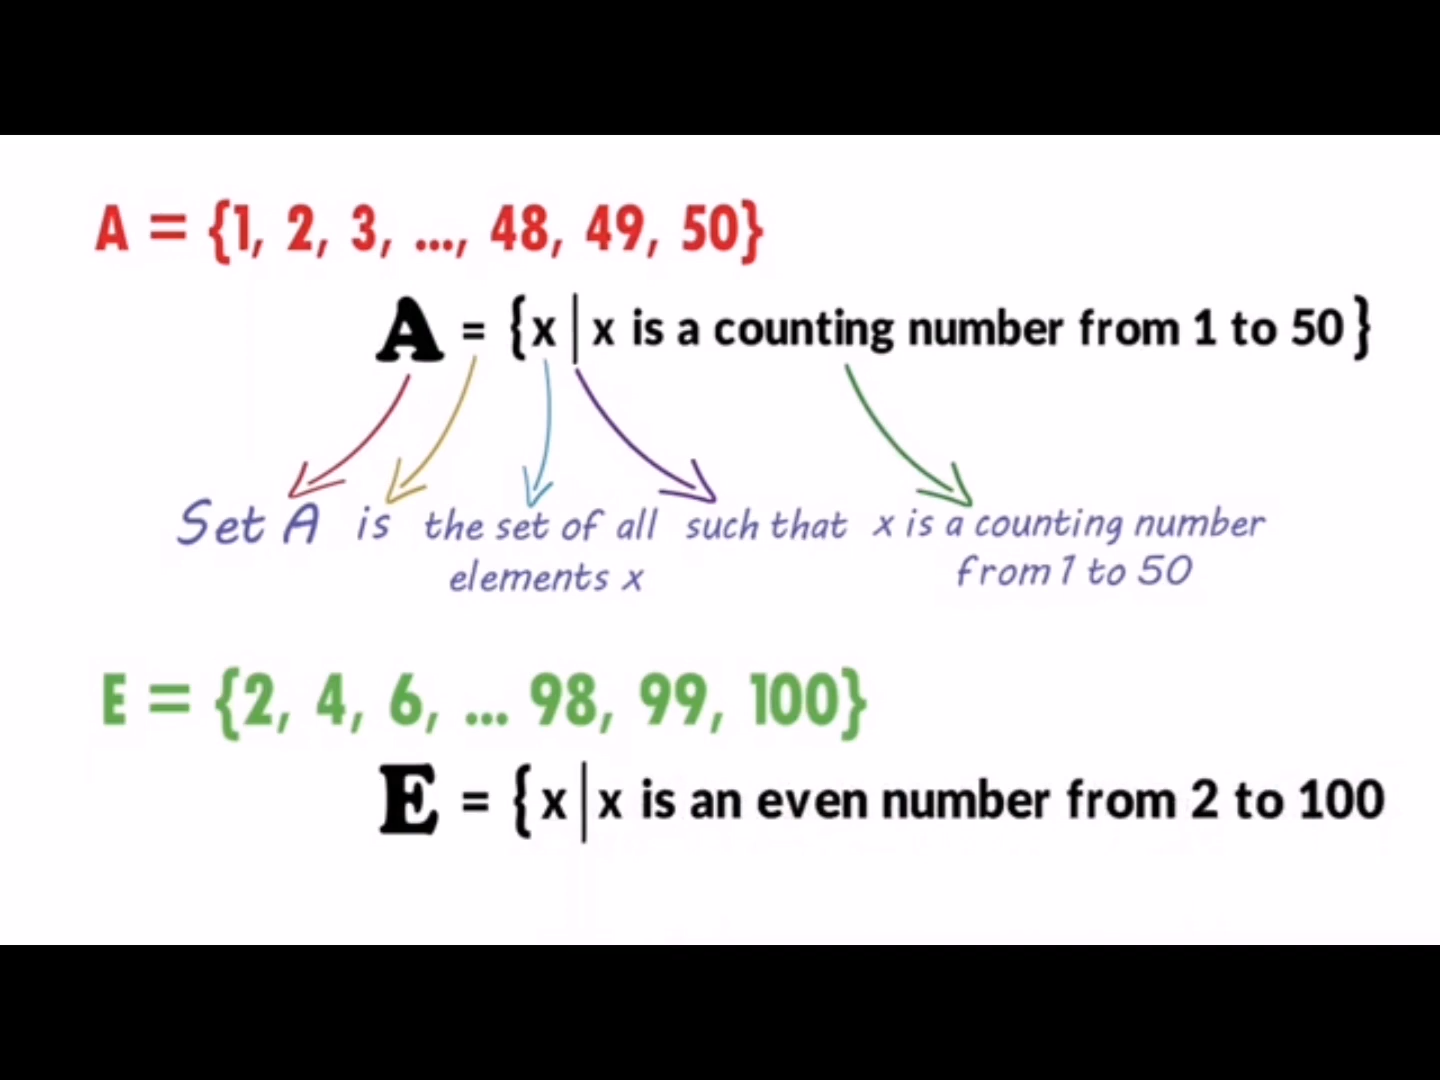 A = {1, 2, 3, ..., 48, 49, 50}
A = {x | x is a counting number from 1 to 50}
Set A is the set of all elements x such that x is a counting number from 1 to 50
E = {2, 4, 6, ... 98, 99, 100}
E = {x | x is an even number from 2 to 100